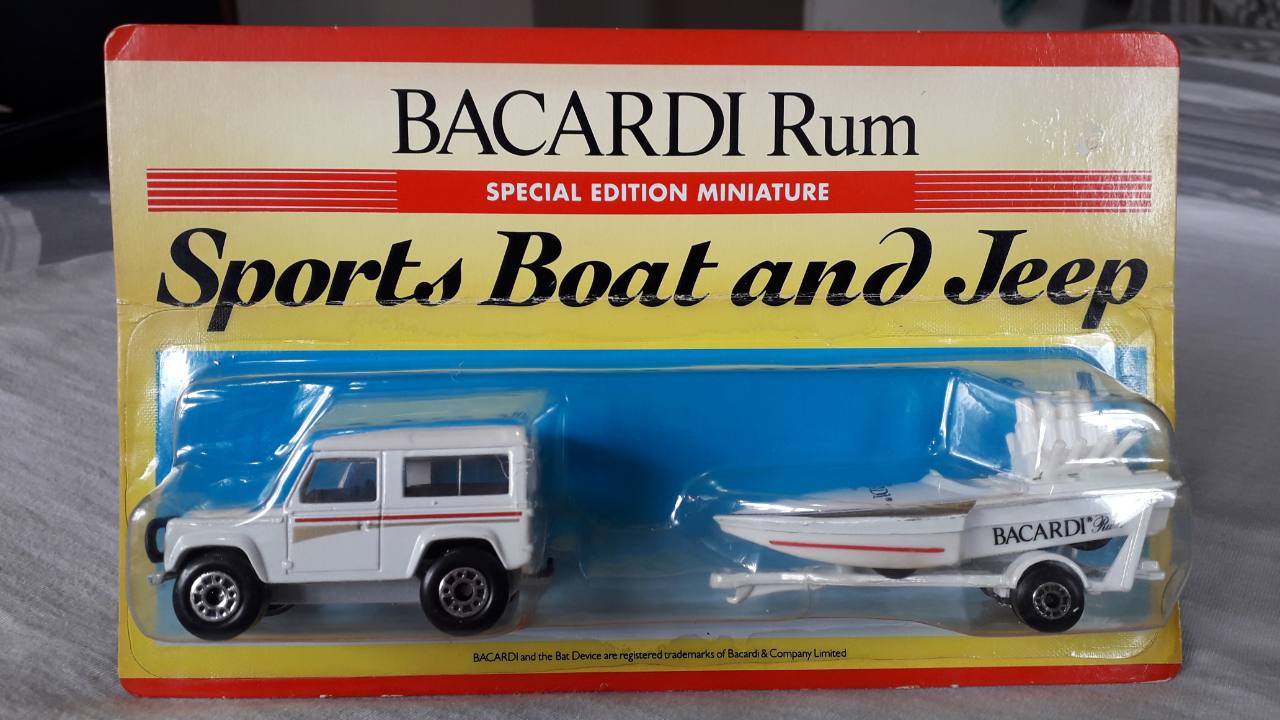 BACARDI Rum
SPECIAL EDITION MINIATURE
Sports Boat and Jeep
BACARDI® Rum
BACARDI and the Bat Device are registered trademarks of Bacardi & Company Limited